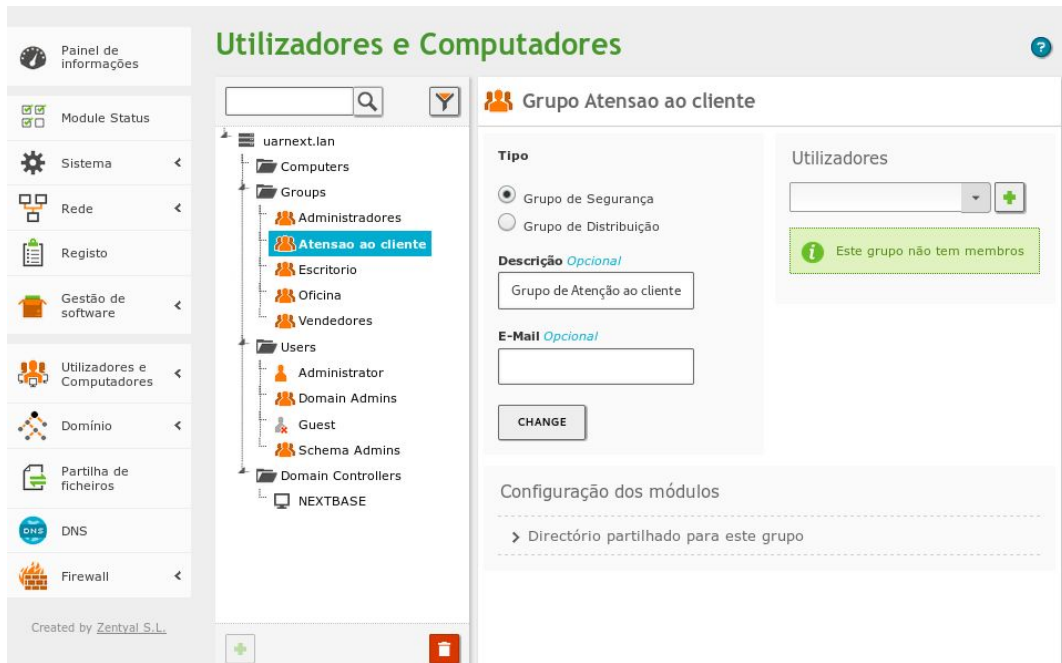 Utilizadores e Computadores
?
Painel de
informações
Module Status
Sistema
Rede
Registo
Gestão de
software
Utilizadores e
Computadores
Domínio
Partilha de
ficheiros
DNS
DNS
Firewall
Created by Zentyal S.L.
uarnext.lan
Computers
Groups
Administradores
Atensao ao cliente
Escritorio
Oficina
Vendedores
Users
Administrator
Domain Admins
Guest
Schema Admins
Domain Controllers
NEXTBASE
Grupo Atensao ao cliente
Tipo
Grupo de Segurança
Grupo de Distribuição
Descrição Opcional
Grupo de Atenção ao cliente
E-Mail Opcional
CHANGE
Utilizadores
Este grupo não tem membros
Configuração dos módulos
Directório partilhado para este grupo